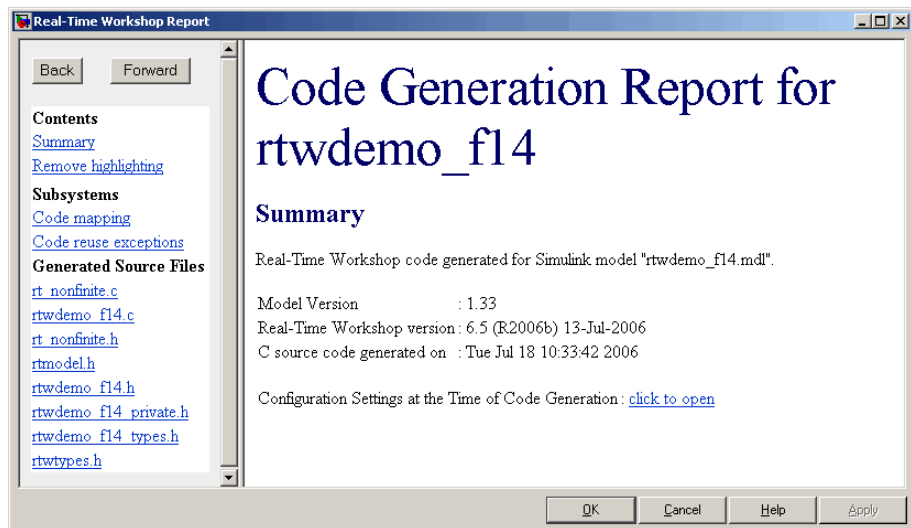 Real-Time Workshop Report
Back
Forward
Contents
Summary
Remove highlighting
Subsystems
Code mapping
Code reuse exceptions
Generated Source Files
rt_nonfinite.c
rtwdemo_f14.c
rt_nonfinite.h
rtmodel.h
rtwdemo_f14.h
rtwdemo_f14_private.h
rtwdemo_f14_types.h
rtwtypes.h
Code Generation Report for
rtwdemo_f14
Summary
Real-Time Workshop code generated for Simulink model "rtwdemo_f14.mdl".
Model Version : 1.33
Real-Time Workshop version : 6.5 (R2006b) 13-Jul-2006
C source code generated on : Tue Jul 18 10:33:42 2006
Configuration Settings at the Time of Code Generation : click to open
OK
Cancel
Help
Apply